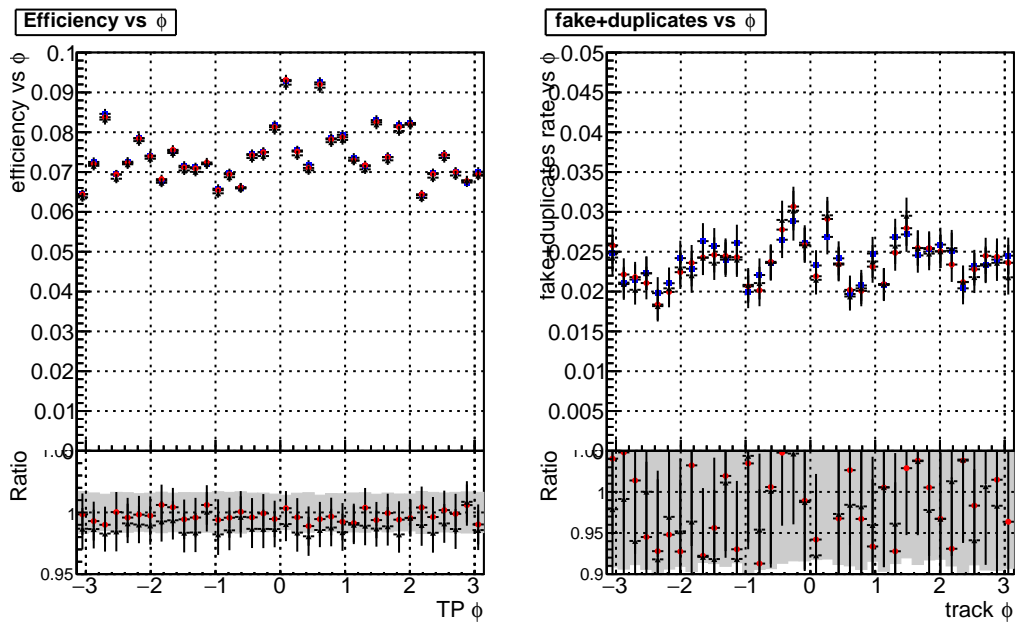 Efficiency vs ϕ
efficiency vs ϕ
0.1
0.09
0.08
0.07
0.06
0.05
0.04
0.03
0.02
0.01
0
Ratio
1
0.95
−3 −2 −1 0 1 2 3
TP ϕ
fake+duplicates vs ϕ
fake+duplicates rate vs ϕ
0.05
0.045
0.04
0.035
0.03
0.025
0.02
0.015
0.01
0.005
0
Ratio
1
0.95
0.9
−3 −2 −1 0 1 2 3
track ϕ